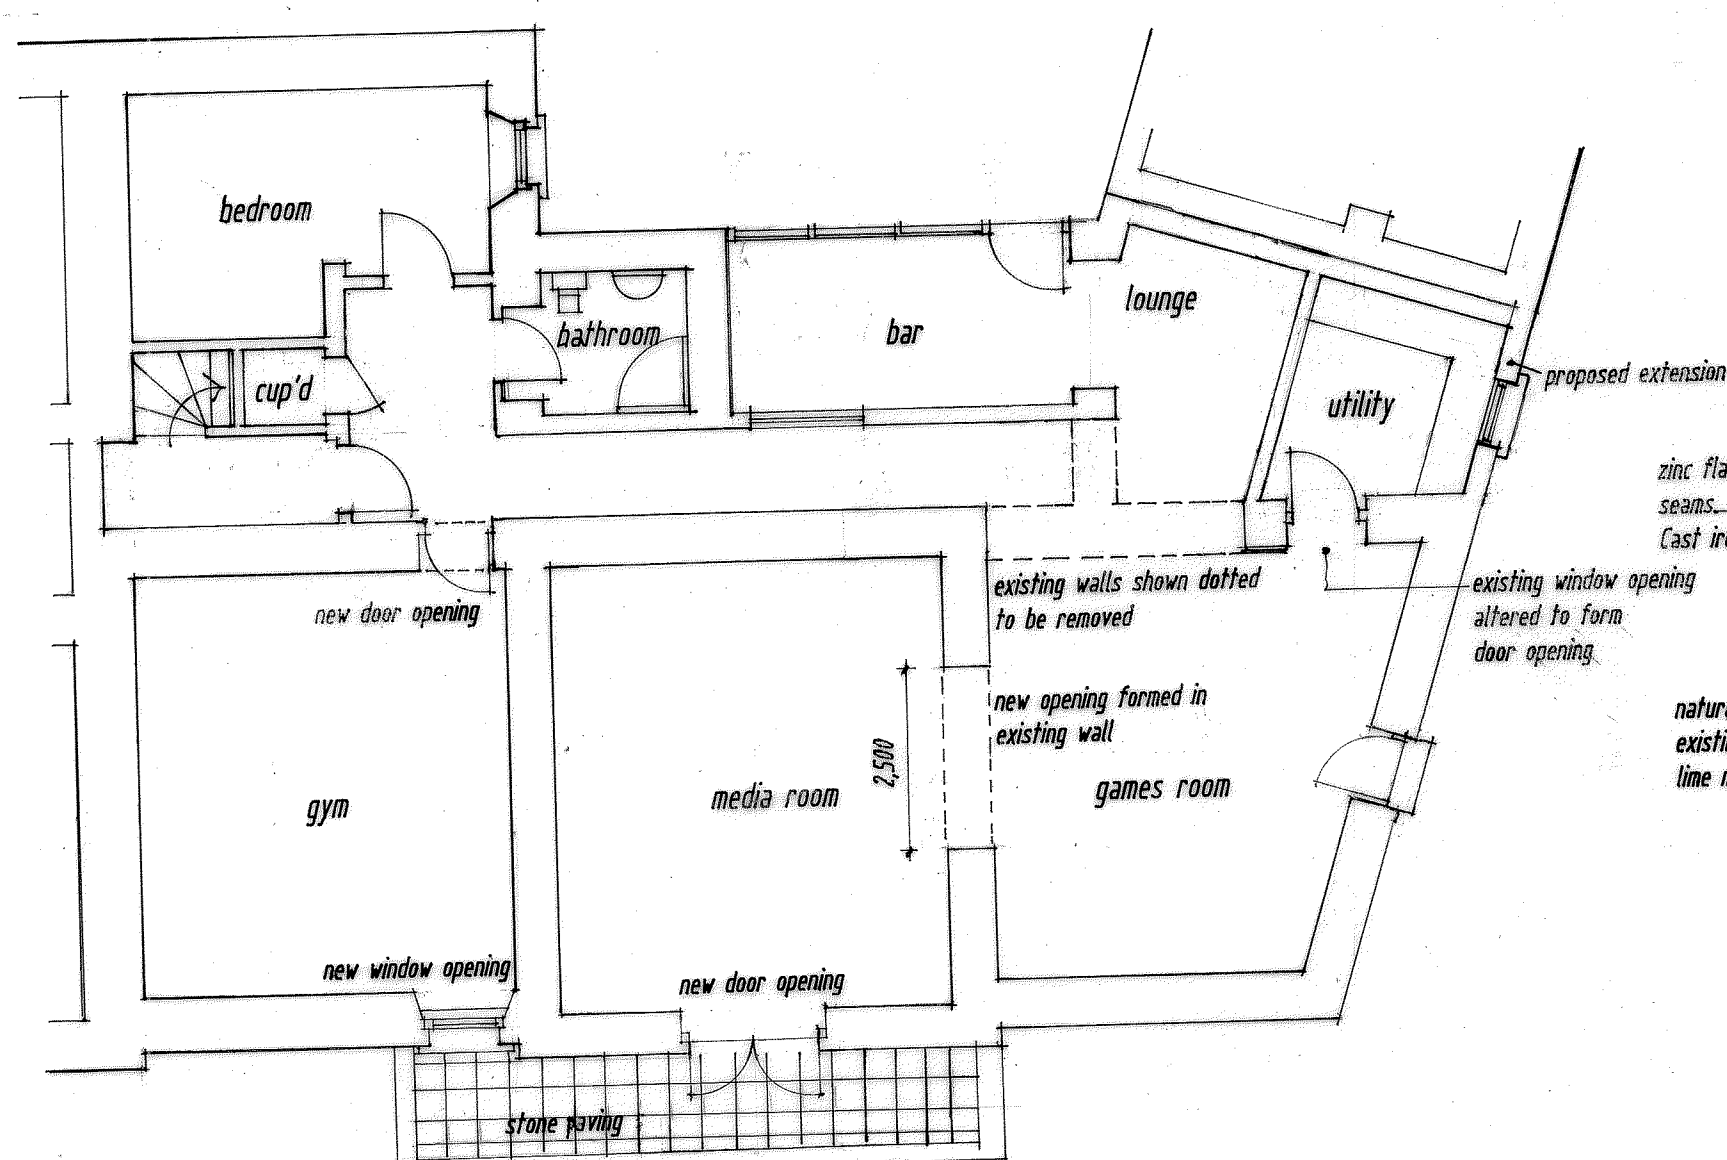 bedroom
cup'd
bathroom
bar
lounge
utility
proposed extension
zinc fla
seams
Cast iro
existing window opening
altered to form
door opening
existing walls shown dotted
to be removed
new door opening
new opening formed in
existing wall
2,500
natura
existi
lime m
gym
media room
games room
new window opening
new door opening
stone paving